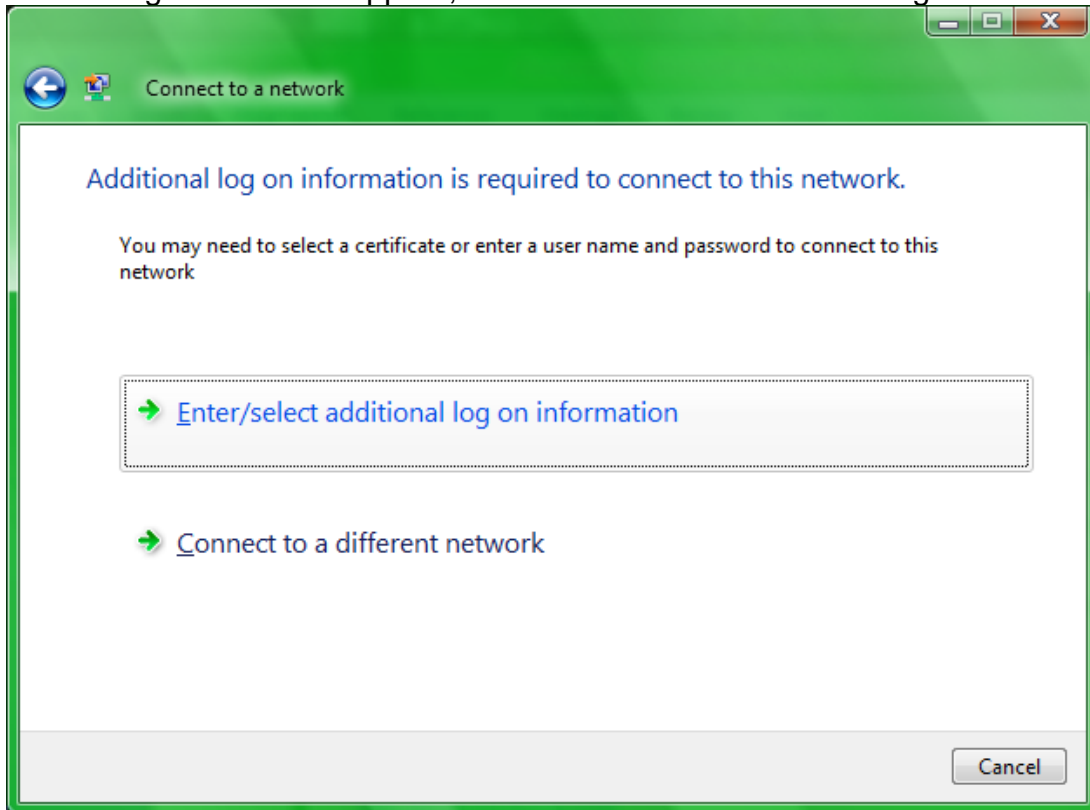 Connect to a network
Additional log on information is required to connect to this network.
You may need to select a certificate or enter a user name and password to connect to this
network
Enter/select additional log on information
Connect to a different network
Cancel